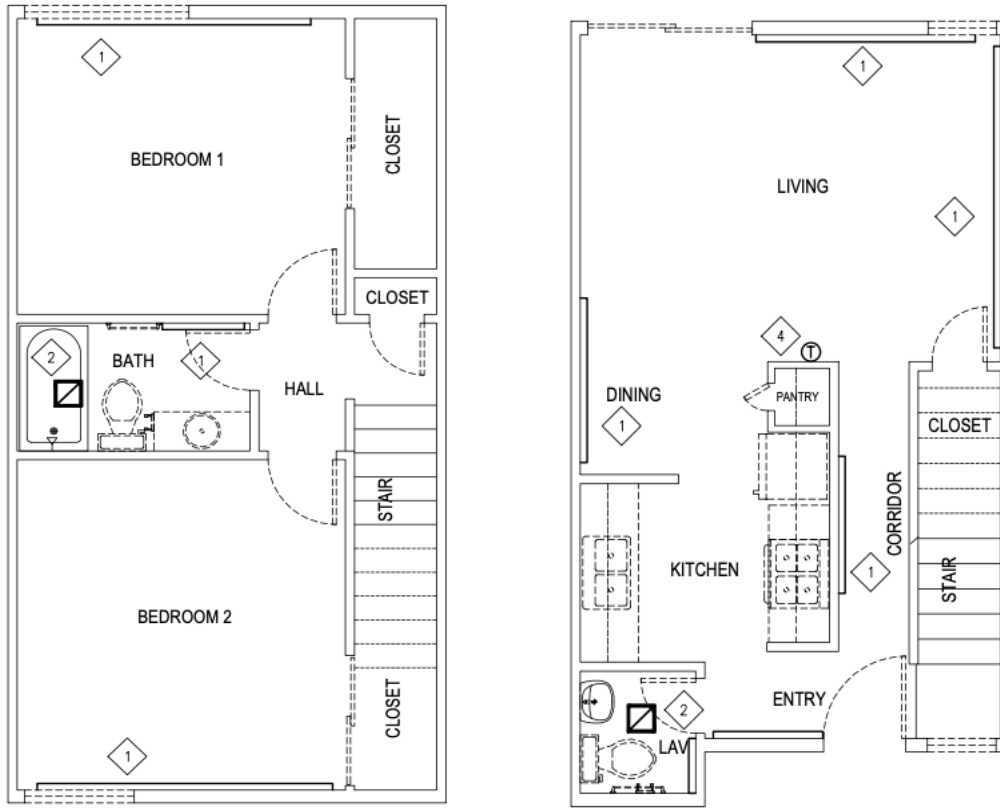 1
BEDROOM 1
CLOSET
CLOSET
2
BATH
1
HALL
STAIR
BEDROOM 2
CLOSET
1
1
LIVING
1
4
T
PANTRY
DINING
1
CLOSET
CORRIDOR
KITCHEN
1
STAIR
ENTRY
2
LAV